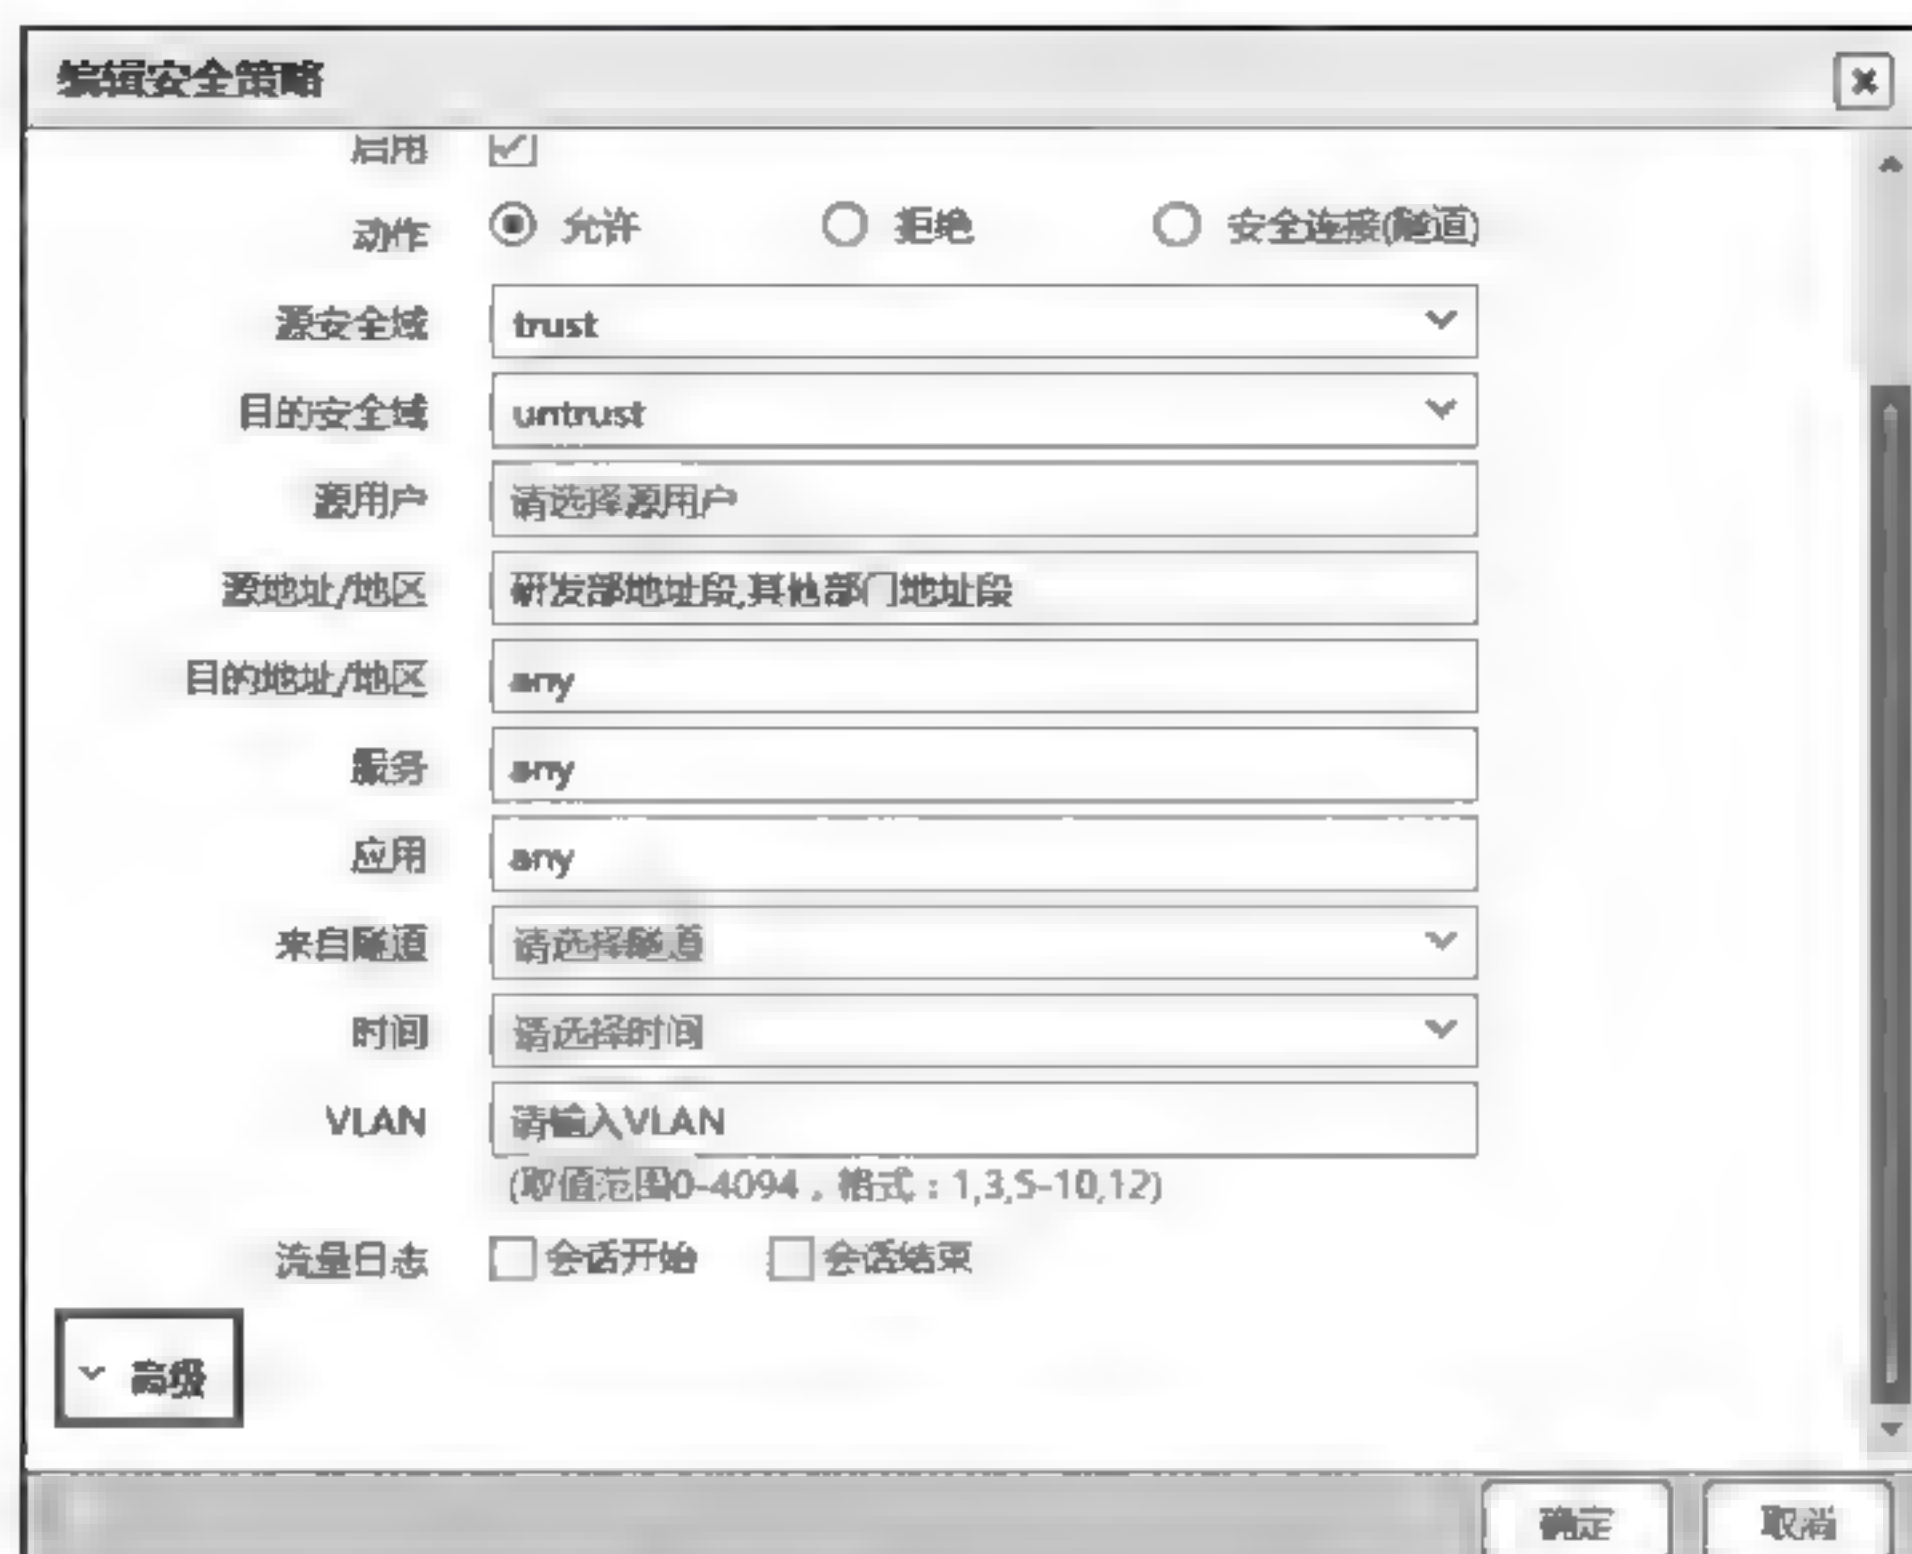 编辑安全策略
启用
动作 允许 拒绝 安全连接(隧道)
源安全域 trust
目的安全域 untrust
源用户 请选择源用户
源地址/地区 研发部地址段,其他部门地址段
目的地址/地区 any
服务 any
应用 any
来自隧道 请选择隧道
时间 请选择时间
VLAN 请输入VLAN
(取值范围0-4094，格式：1,3,5-10,12)
流量日志 会话开始 会话结束
高级
确定 取消